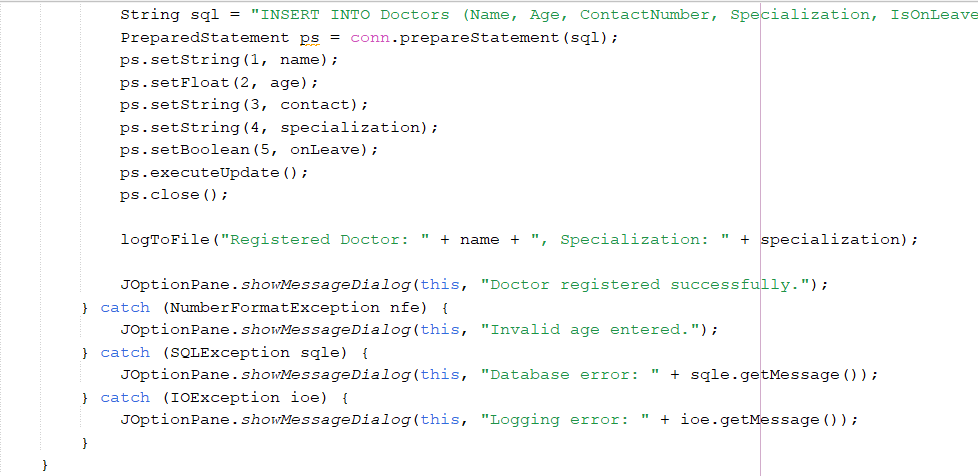 String sql = "INSERT INTO Doctors (Name, Age, ContactNumber, Specialization, IsOnLeave
PreparedStatement ps = conn.prepareStatement(sql);
ps.setString(1, name);
ps.setFloat(2, age);
ps.setString(3, contact);
ps.setString(4, specialization);
ps.setBoolean(5, onLeave);
ps.executeUpdate();
ps.close();
logToFile("Registered Doctor: " + name + ", Specialization: " + specialization);
JOptionPane.showMessageDialog(this, "Doctor registered successfully.");
} catch (NumberFormatException nfe) {
JOptionPane.showMessageDialog(this, "Invalid age entered.");
} catch (SQLException sqle) {
JOptionPane.showMessageDialog(this, "Database error: " + sqle.getMessage());
} catch (IOException ioe) {
JOptionPane.showMessageDialog(this, "Logging error: " + ioe.getMessage());
}
}